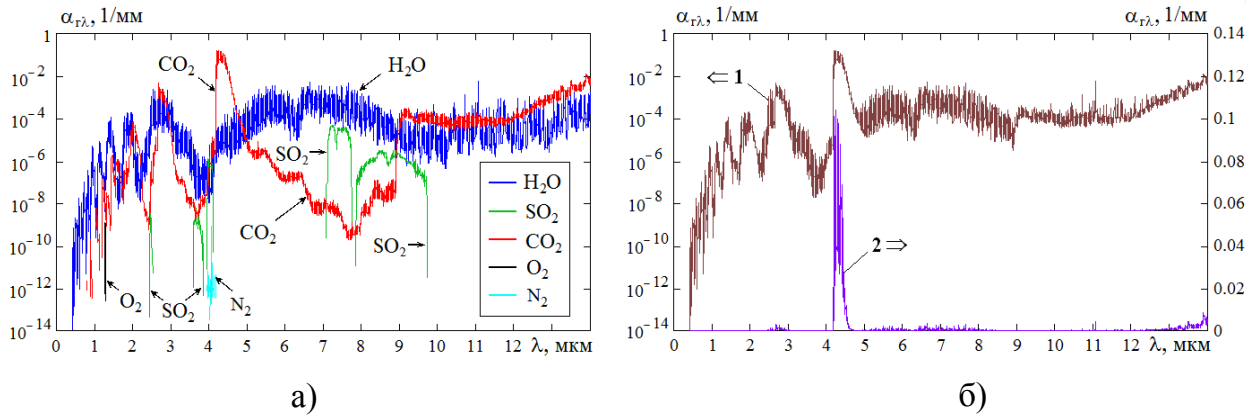 α_гλ, 1/мм
1
10⁻²
10⁻⁴
10⁻⁶
10⁻⁸
10⁻¹⁰
10⁻¹²
10⁻¹⁴
CO₂
H₂O
SO₂
CO₂
SO₂
O₂
SO₂
N₂
H₂O
SO₂
CO₂
O₂
N₂
0 1 2 3 4 5 6 7 8 9 10 11 12 λ, мкм
а)
α_гλ, 1/мм
α_гλ, 1/мм
1
10⁻²
10⁻⁴
10⁻⁶
10⁻⁸
10⁻¹⁰
10⁻¹²
10⁻¹⁴
⇐ 1
2 ⇒
0.14
0.12
0.1
0.08
0.06
0.04
0.02
0
0 1 2 3 4 5 6 7 8 9 10 11 12 λ, мкм
б)